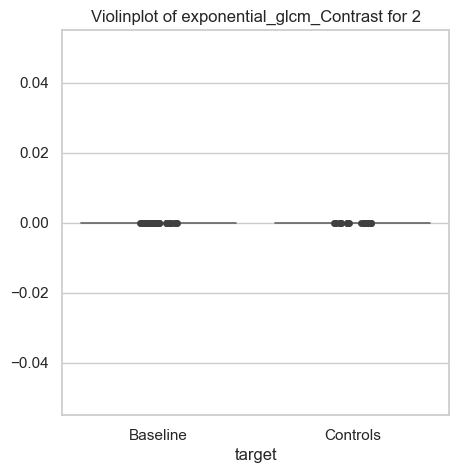 Violinplot of exponential_glcm_Contrast for 2
0.04
0.02
0.00
−0.02
−0.04
Baseline Controls
target